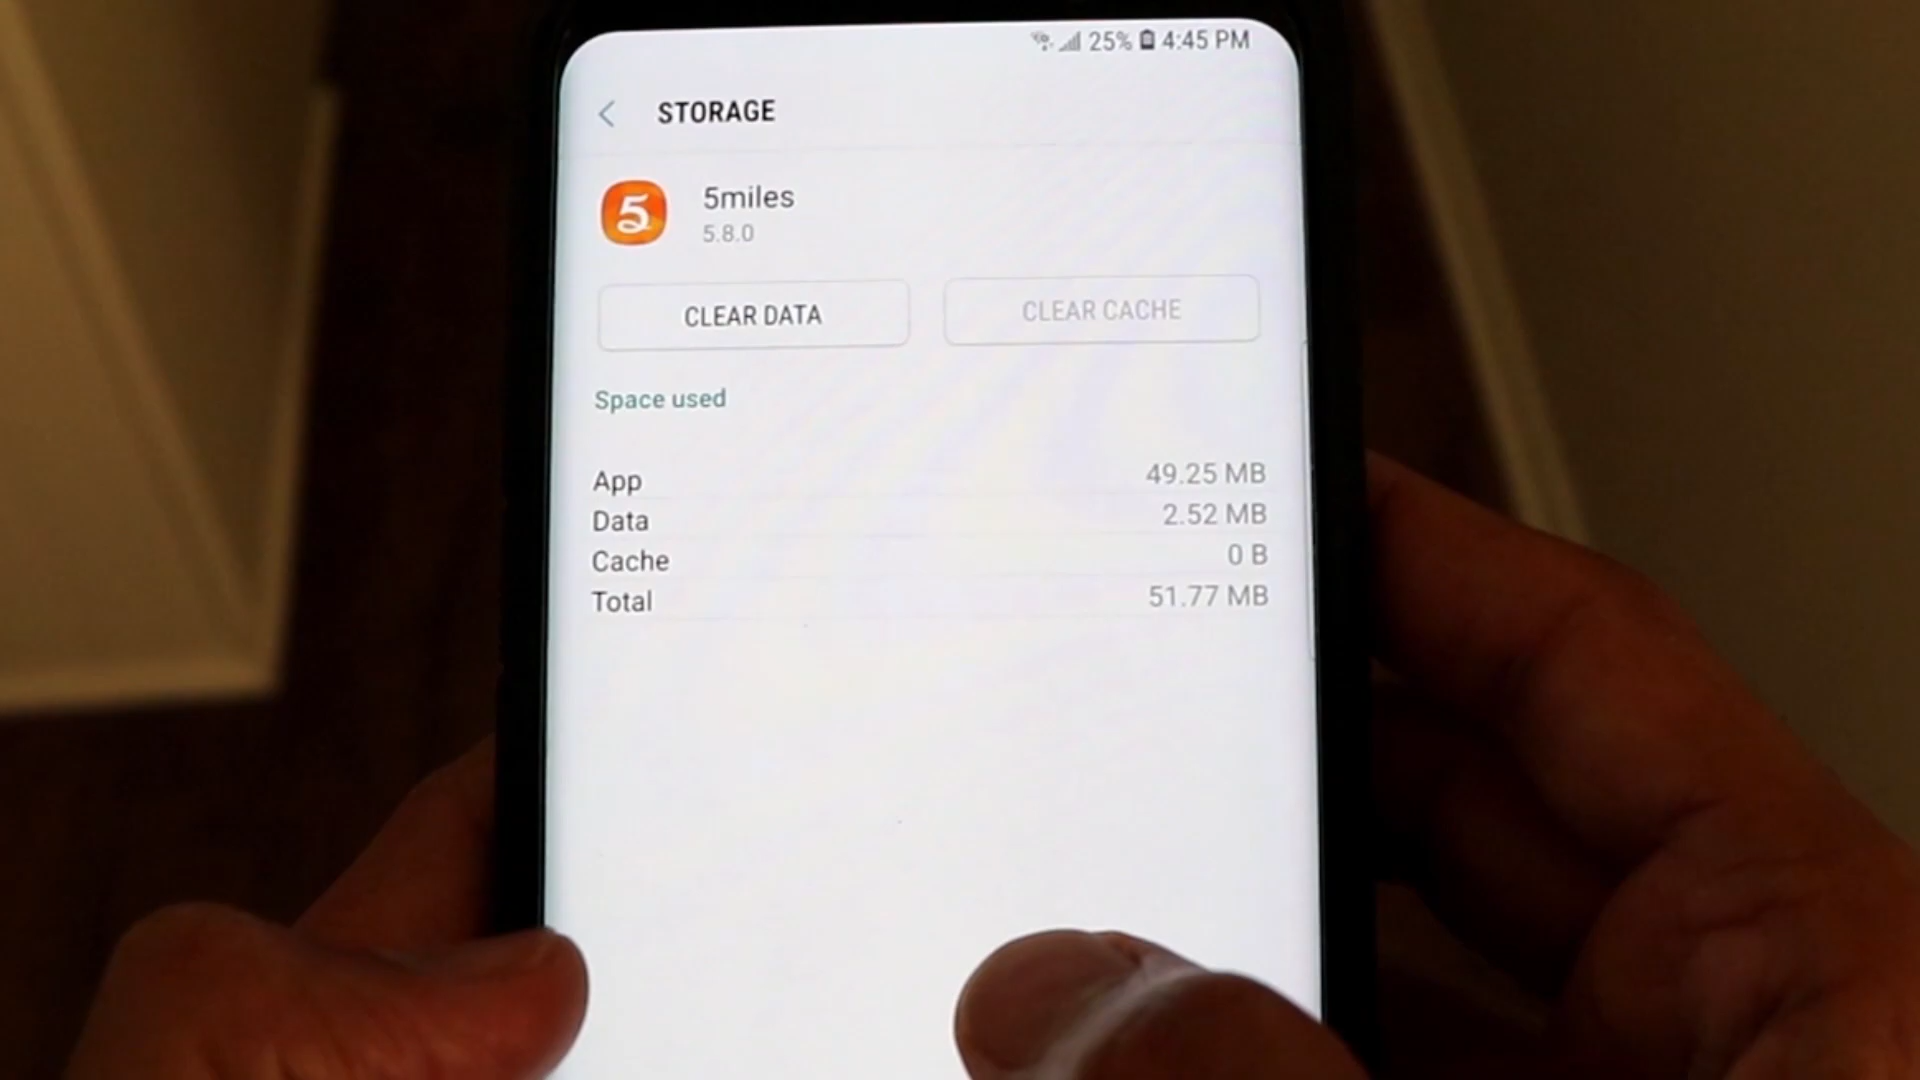 25% 4:45 PM
STORAGE
5
5miles
5.8.0
CLEAR DATA CLEAR CACHE
Space used
App 49.25 MB
Data 2.52 MB
Cache 0 B
Total 51.77 MB